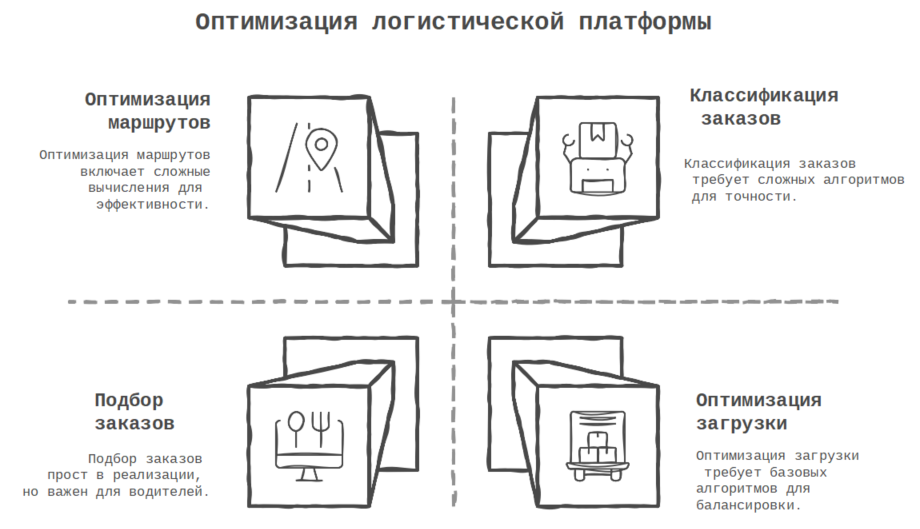 Оптимизация логистической платформы
Оптимизация
маршрутов
Оптимизация маршрутов
включает сложные
вычисления для
эффективности.
Классификация
заказов
Классификация заказов
требует сложных алгоритмов
для точности.
Подбор
заказов
Подбор заказов
прост в реализации,
но важен для водителей.
Оптимизация
загрузки
Оптимизация загрузки
требует базовых
алгоритмов для
балансировки.